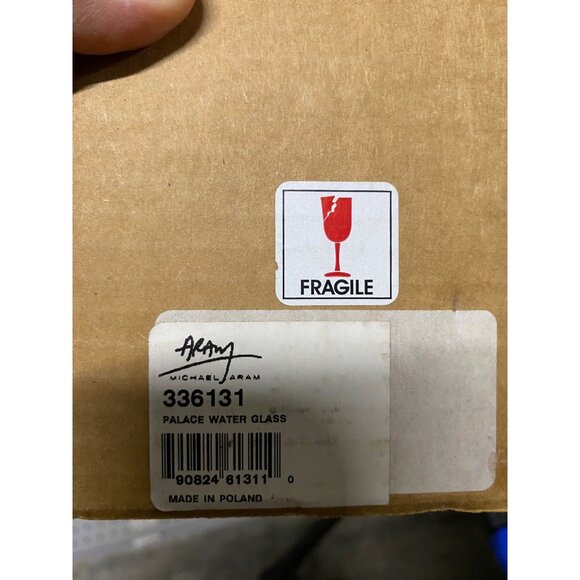 FRAGILE
ARAM
MICHAEL ARAM
336131
PALACE WATER GLASS
90824 61311 0
MADE IN POLAND